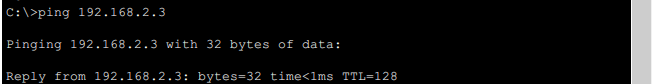 C:\>ping 192.168.2.3
Pinging 192.168.2.3 with 32 bytes of data:
Reply from 192.168.2.3: bytes=32 time<1ms TTL=128